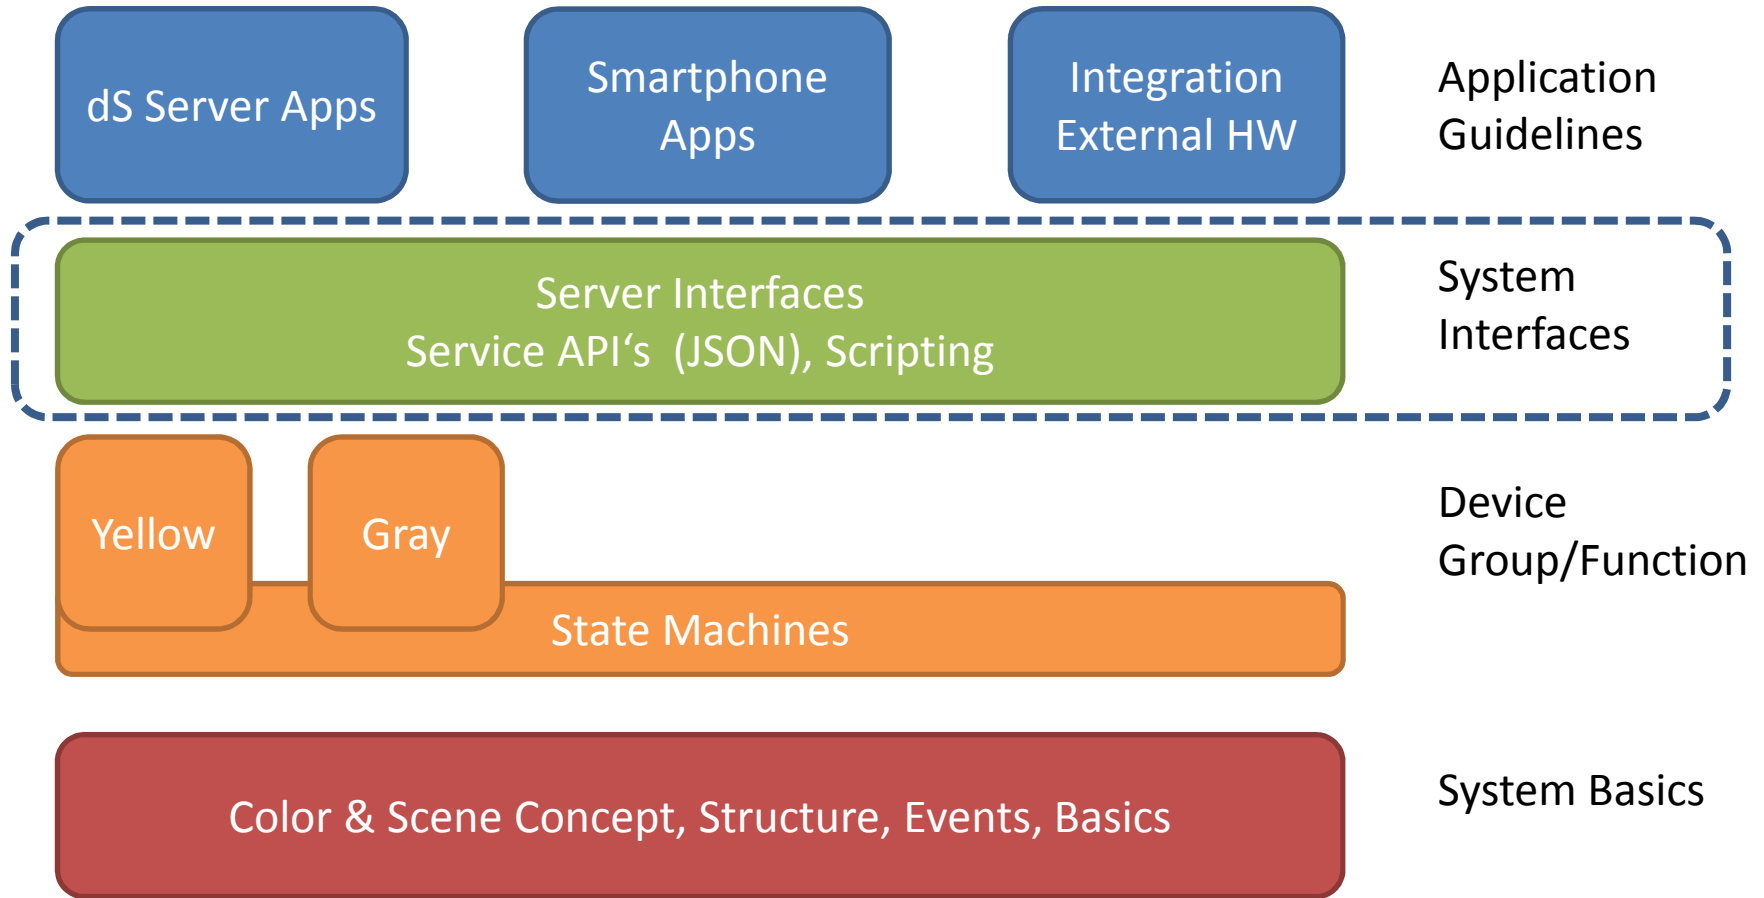 dS Server Apps
Smartphone
Apps
Integration
External HW
Application
Guidelines
Server Interfaces
Service API‘s  (JSON), Scripting
System
Interfaces
Yellow
Gray
State Machines
Device
Group/Function
Color & Scene Concept, Structure, Events, Basics
System Basics